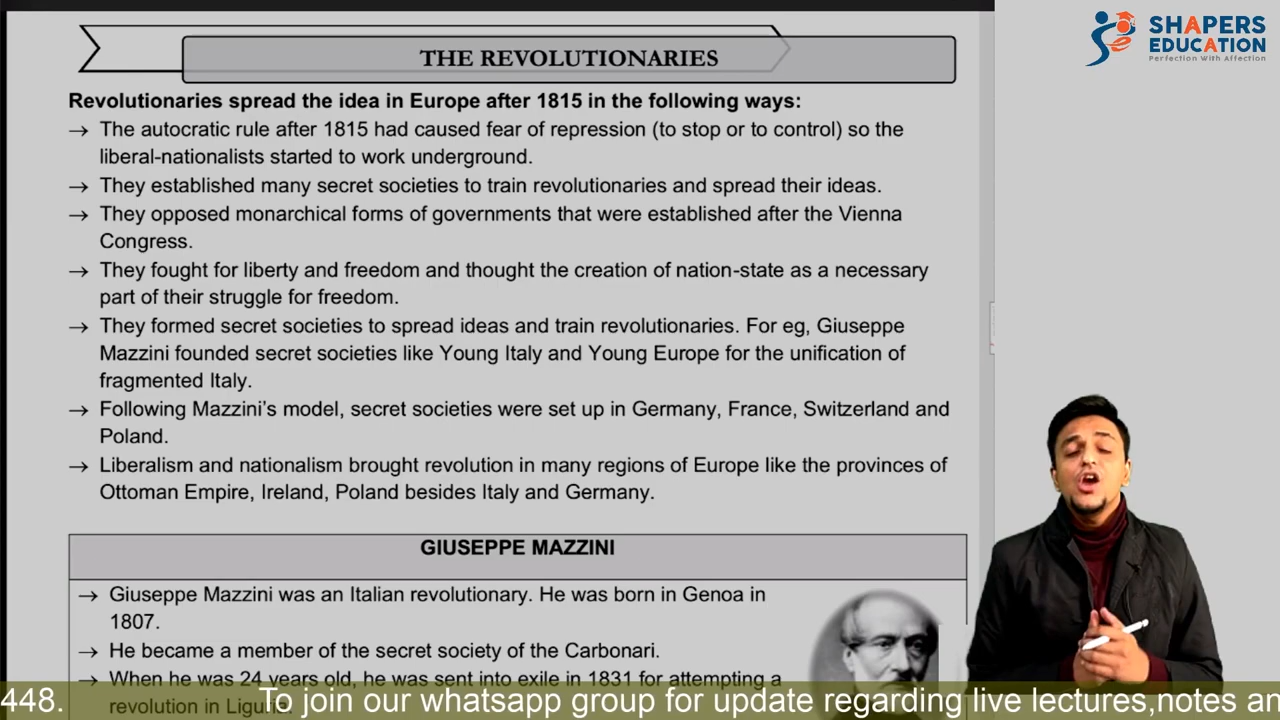 SHAPERS
EDUCATION
Perfection With Affection
THE REVOLUTIONARIES
Revolutionaries spread the idea in Europe after 1815 in the following ways:
→ The autocratic rule after 1815 had caused fear of repression (to stop or to control) so the
liberal-nationalists started to work underground.
→ They established many secret societies to train revolutionaries and spread their ideas.
→ They opposed monarchical forms of governments that were established after the Vienna
Congress.
→ They fought for liberty and freedom and thought the creation of nation-state as a necessary
part of their struggle for freedom.
→ They formed secret societies to spread ideas and train revolutionaries. For eg, Giuseppe
Mazzini founded secret societies like Young Italy and Young Europe for the unification of
fragmented Italy.
→ Following Mazzini's model, secret societies were set up in Germany, France, Switzerland and
Poland.
→ Liberalism and nationalism brought revolution in many regions of Europe like the provinces of
Ottoman Empire, Ireland, Poland besides Italy and Germany.
GIUSEPPE MAZZINI
→ Giuseppe Mazzini was an Italian revolutionary. He was born in Genoa in
1807.
→ He became a member of the secret society of the Carbonari.
→ When he was 24 years old, he was sent into exile in 1831 for attempting a
revolution in Liguria.
448. To join our whatsapp group for update regarding live lectures,notes an